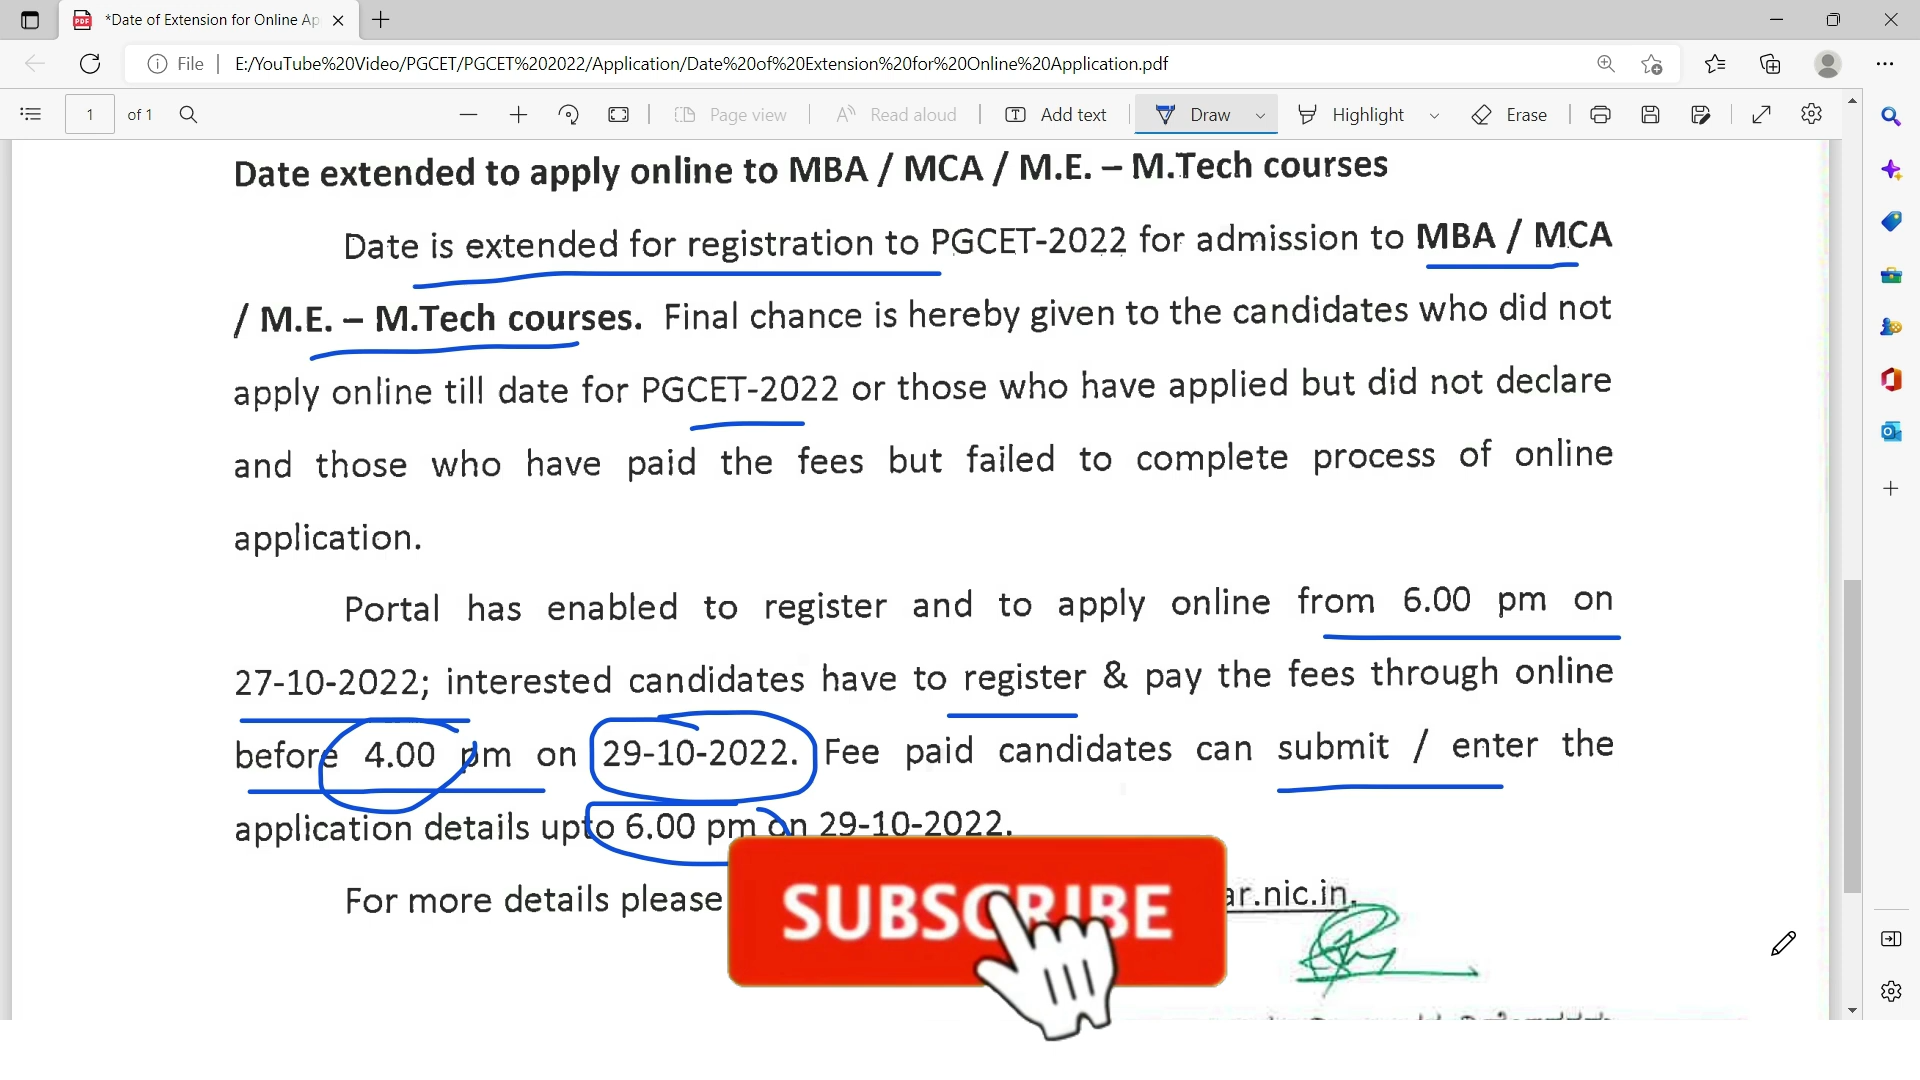 *Date of Extension for Online Ap
File
E:/YouTube%20Video/PGCET/PGCET%202022/Application/Date%20of%20Extension%20for%20Online%20Application.pdf
1 of 1
Page view
Read aloud
Add text
Draw
Highlight
Erase
Date extended to apply online to MBA / MCA / M.E. – M.Tech courses
Date is extended for registration to PGCET-2022 for admission to MBA / MCA
/ M.E. – M.Tech courses. Final chance is hereby given to the candidates who did not
apply online till date for PGCET-2022 or those who have applied but did not declare
and those who have paid the fees but failed to complete process of online
application.
Portal has enabled to register and to apply online from 6.00 pm on
27-10-2022; interested candidates have to register & pay the fees through online
before 4.00 pm on 29-10-2022. Fee paid candidates can submit / enter the
application details upto 6.00 pm on 29-10-2022.
For more details please ar.nic.in.
SUBSCRIBE